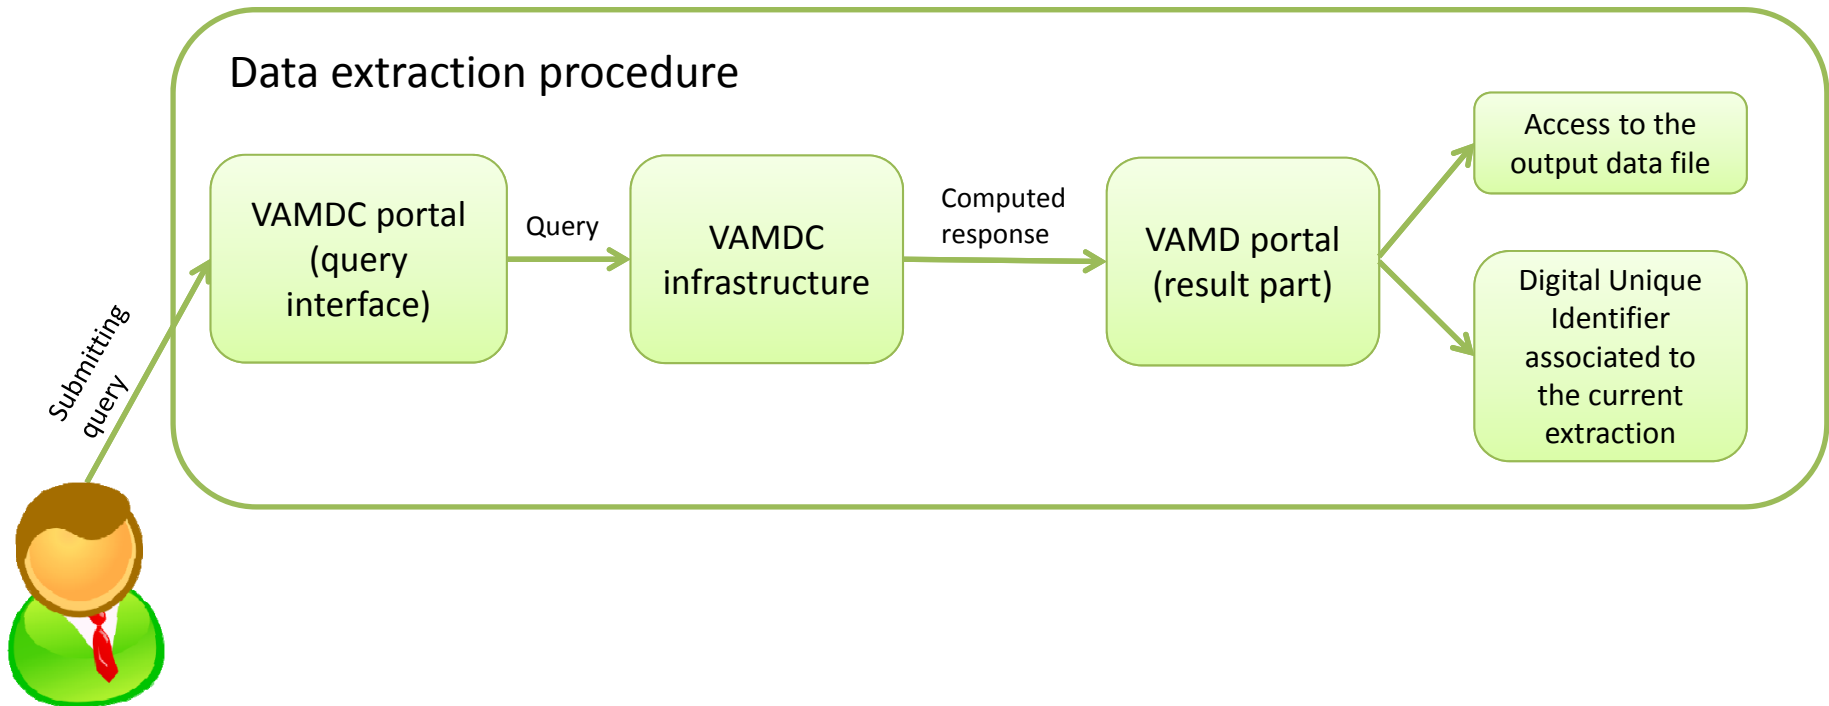 Data extraction procedure
Submitting
query
VAMDC portal
(query
interface)
Query
VAMDC
infrastructure
Computed
response
VAMD portal
(result part)
Access to the
output data file
Digital Unique
Identifier
associated to
the current
extraction